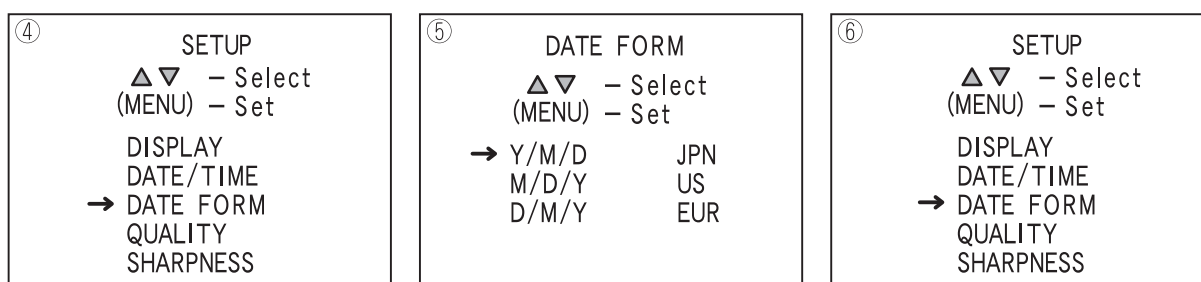 ④
SETUP
△▽ – Select
(MENU) – Set
DISPLAY
DATE/TIME
→ DATE FORM
QUALITY
SHARPNESS
⑤
DATE FORM
△▽ – Select
(MENU) – Set
→ Y/M/D JPN
M/D/Y US
D/M/Y EUR
⑥
SETUP
△▽ – Select
(MENU) – Set
DISPLAY
DATE/TIME
→ DATE FORM
QUALITY
SHARPNESS